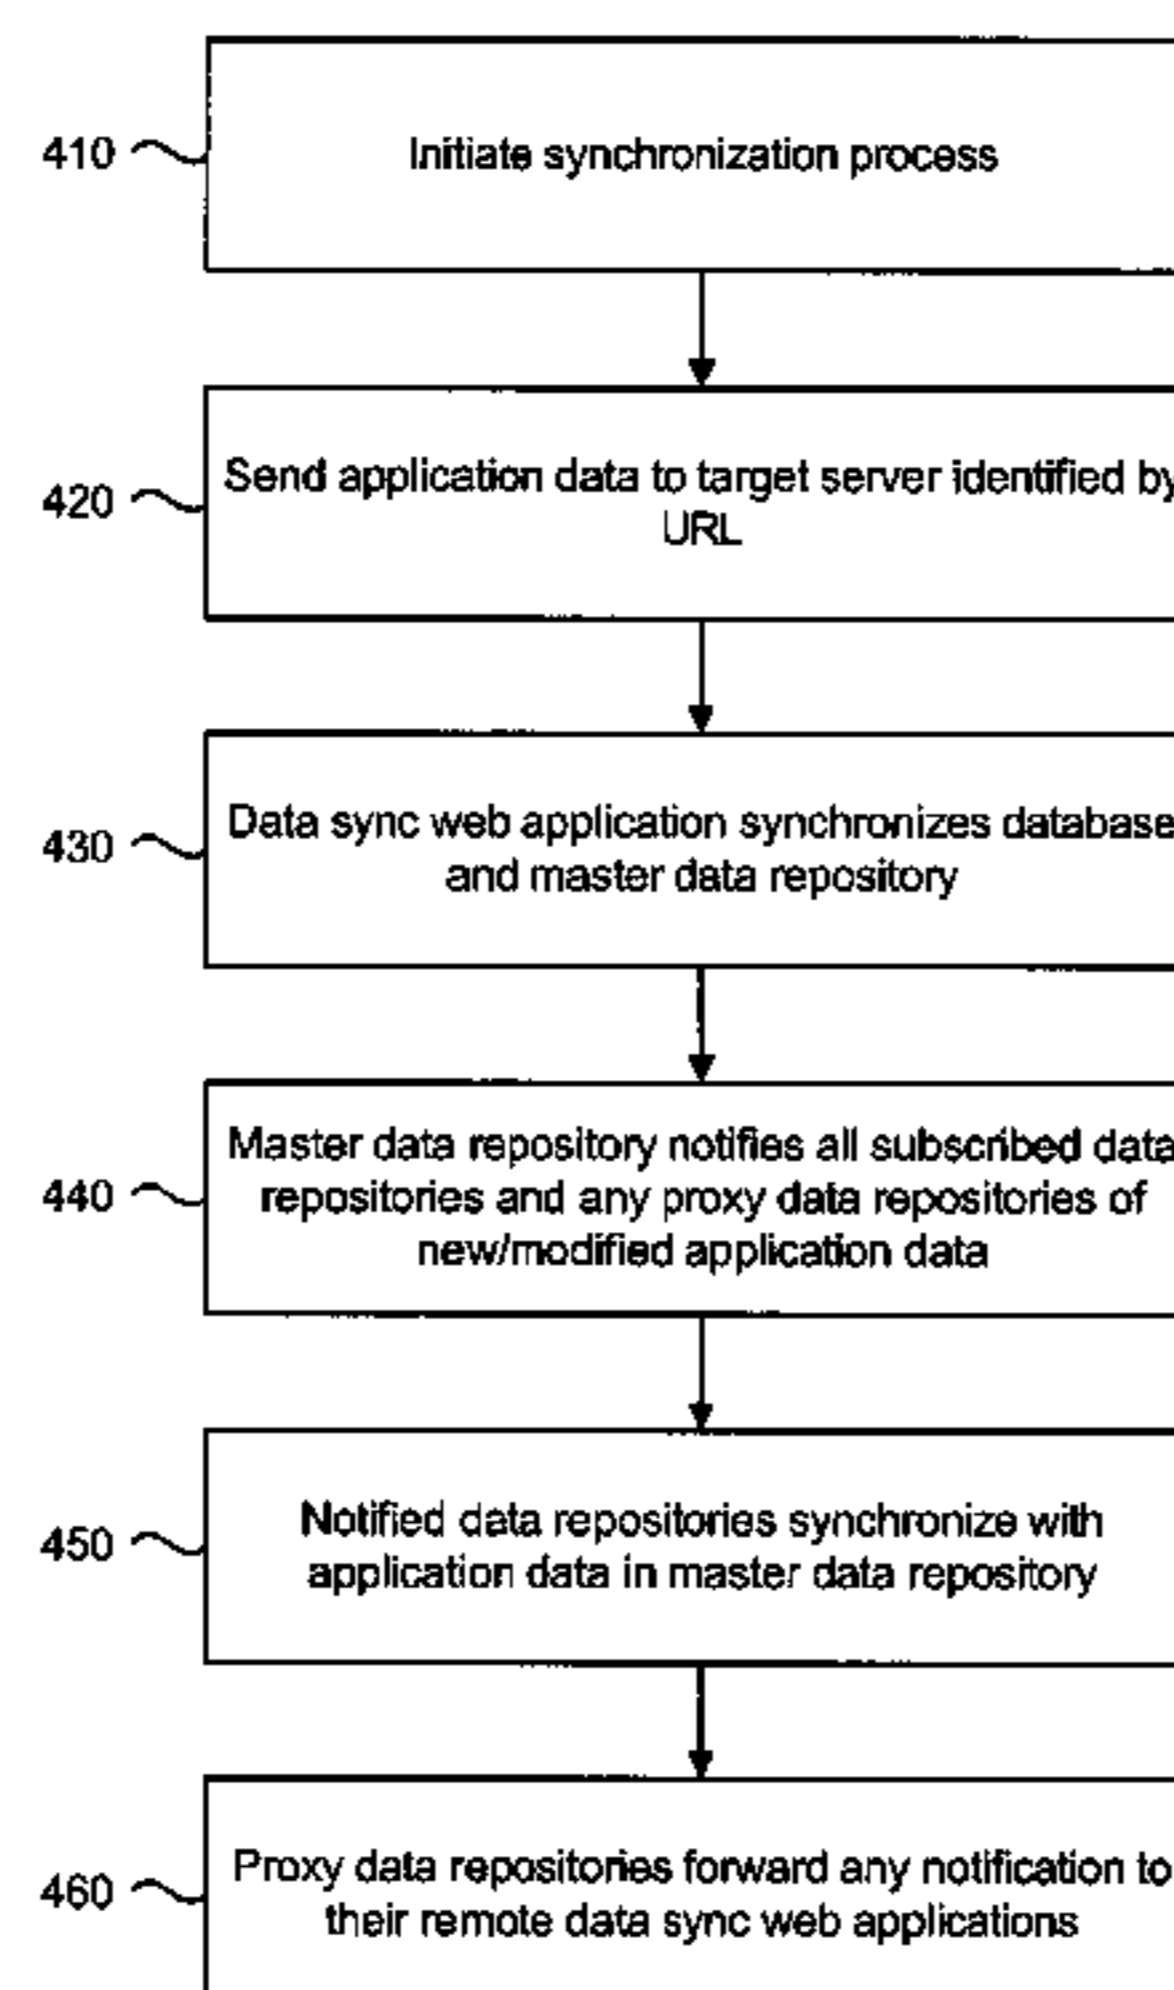 410
Initiate synchronization process
420
Send application data to target server identified by
URL
430
Data sync web application synchronizes database
and master data repository
440
Master data repository notifies all subscribed data
repositories and any proxy data repositories of
new/modified application data
450
Notified data repositories synchronize with
application data in master data repository
460
Proxy data repositories forward any notification to
their remote data sync web applications